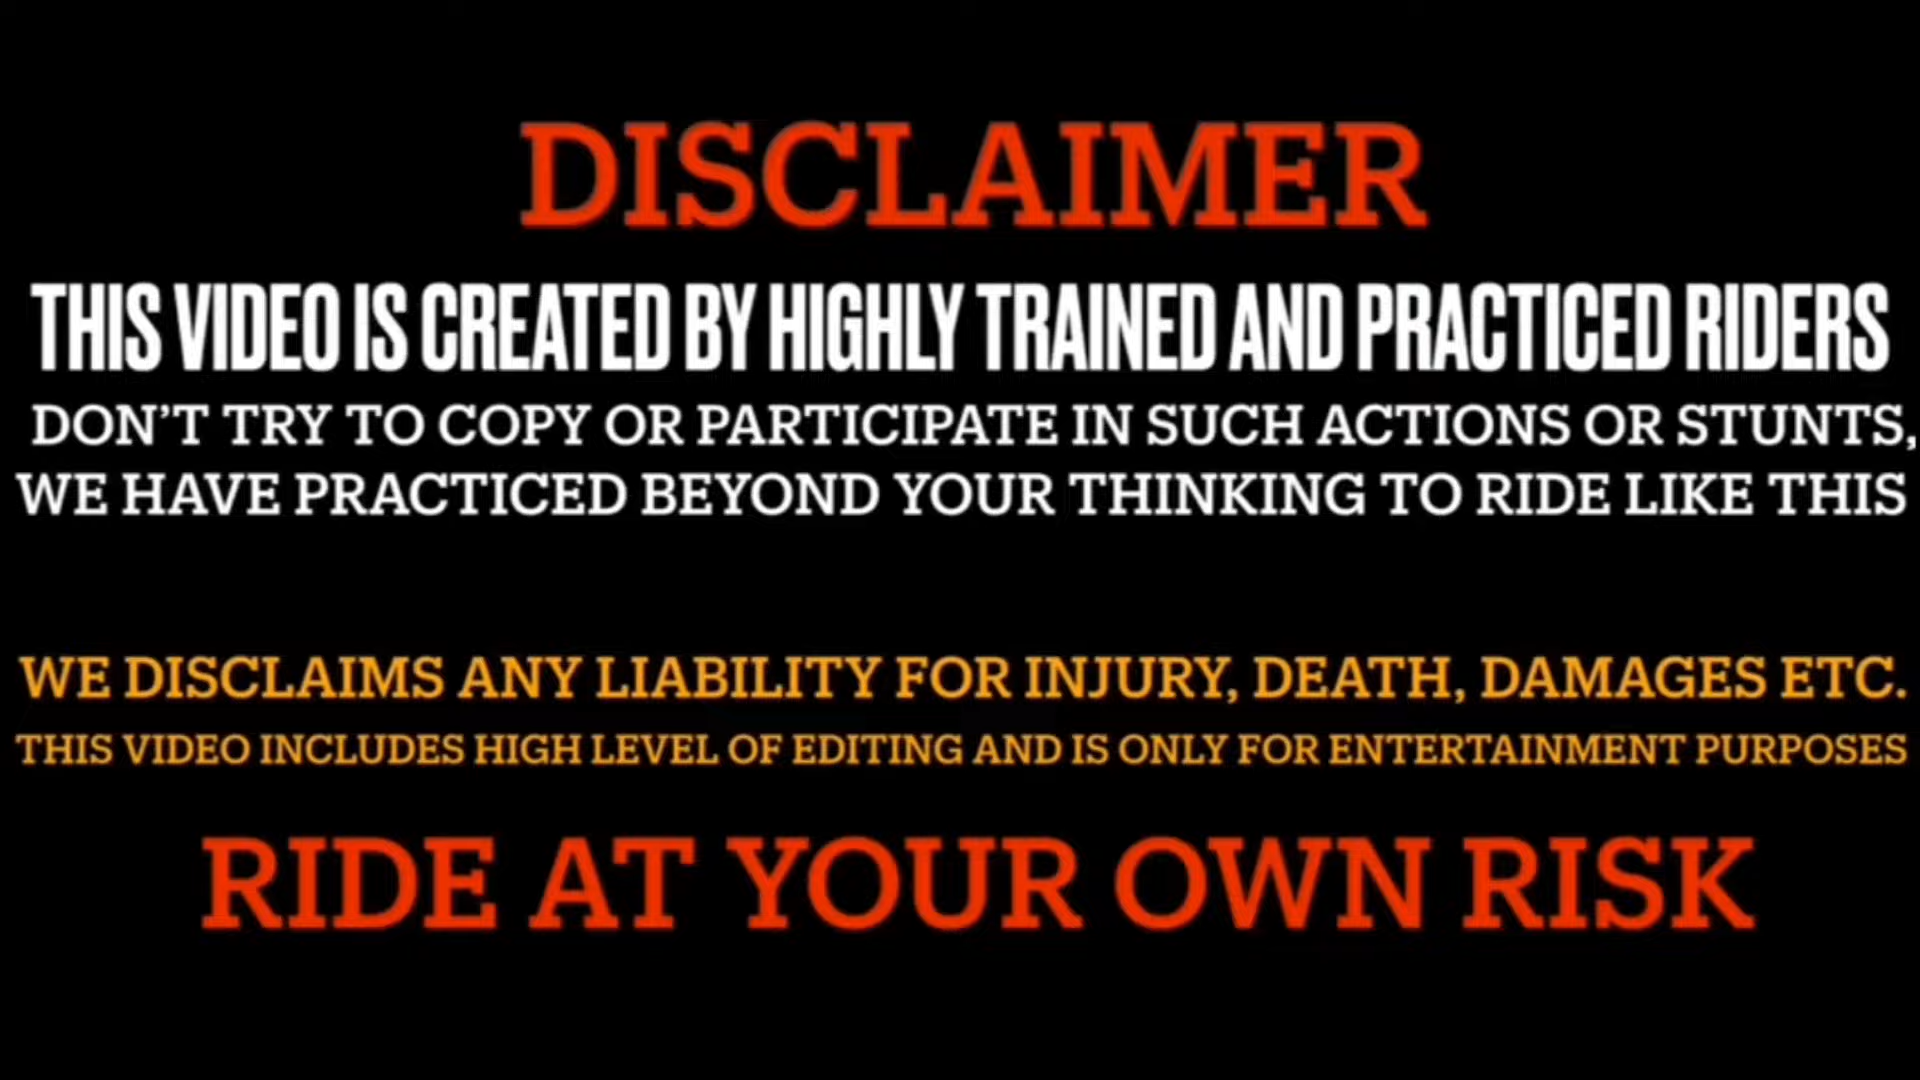 DISCLAIMER
THIS VIDEO IS CREATED BY HIGHLY TRAINED AND PRACTICED RIDERS
DON'T TRY TO COPY OR PARTICIPATE IN SUCH ACTIONS OR STUNTS,
WE HAVE PRACTICED BEYOND YOUR THINKING TO RIDE LIKE THIS
WE DISCLAIMS ANY LIABILITY FOR INJURY, DEATH, DAMAGES ETC.
THIS VIDEO INCLUDES HIGH LEVEL OF EDITING AND IS ONLY FOR ENTERTAINMENT PURPOSES
RIDE AT YOUR OWN RISK